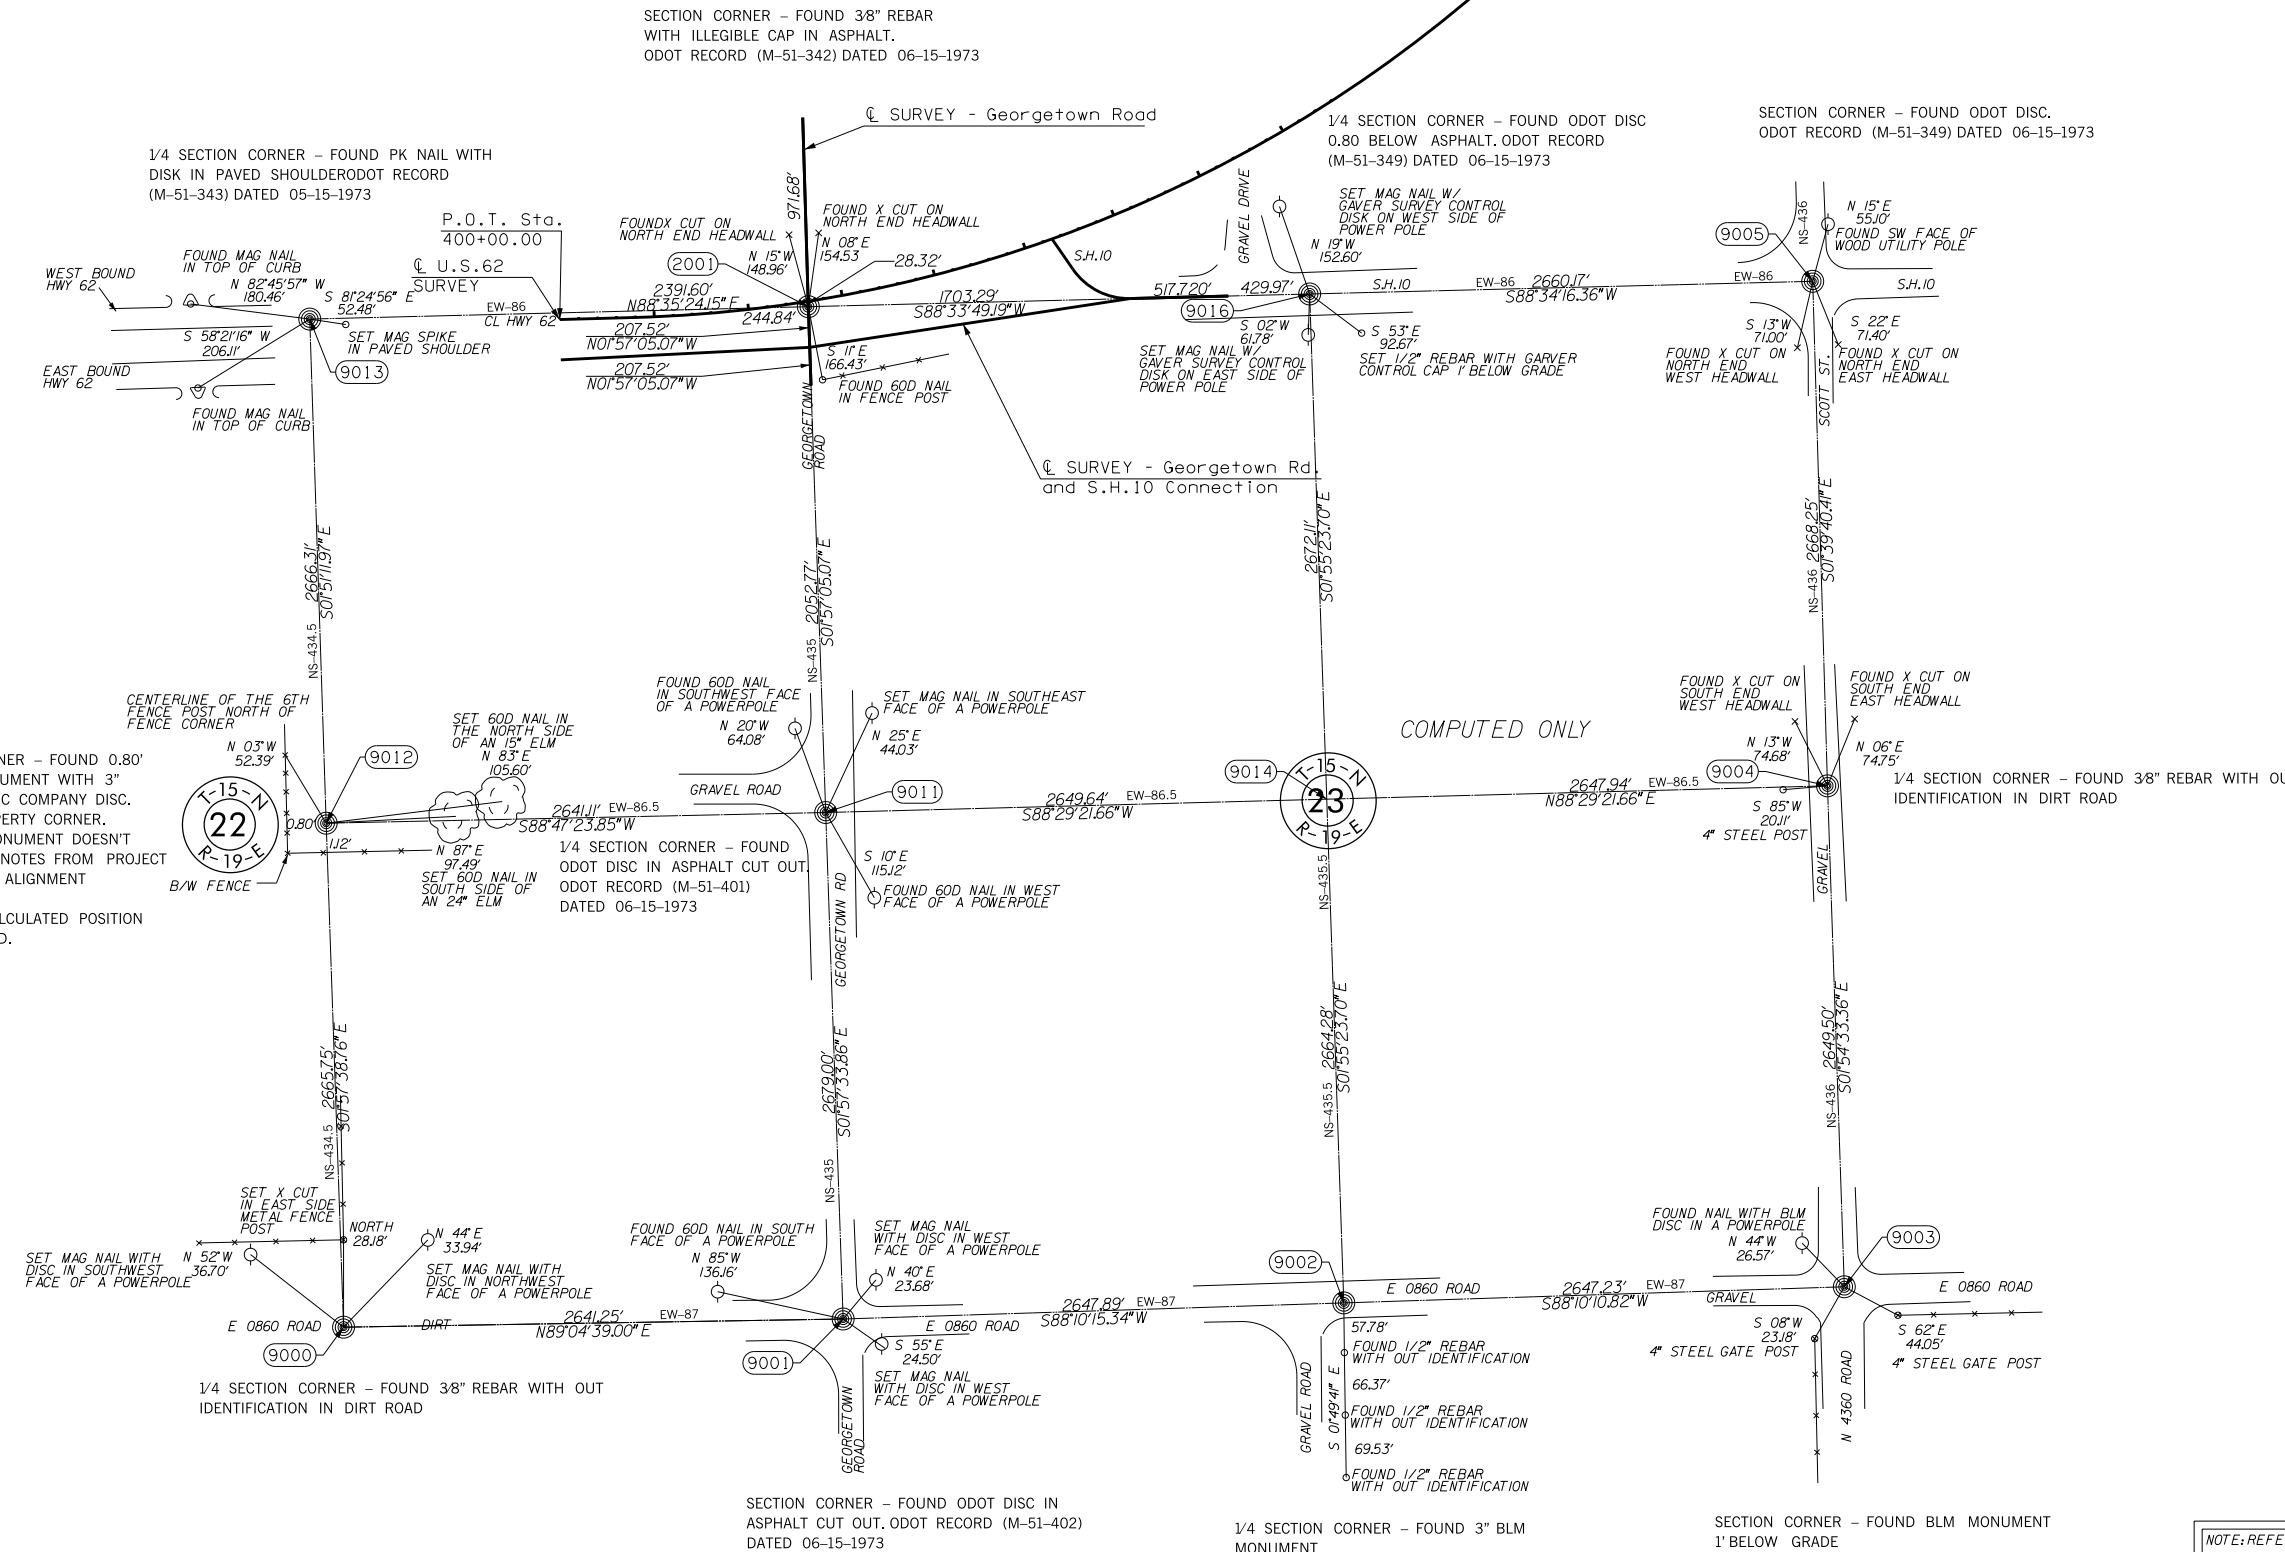 SECTION CORNER – FOUND 3/8" REBAR
WITH ILLEGIBLE CAP IN ASPHALT.
ODOT RECORD (M–51–342) DATED 06–15–1973
℄ SURVEY - Georgetown Road
1/4 SECTION CORNER – FOUND ODOT DISC
0.80 BELOW ASPHALT. ODOT RECORD
(M–51–349) DATED 06–15–1973
SECTION CORNER – FOUND ODOT DISC.
ODOT RECORD (M–51–349) DATED 06–15–1973
1/4 SECTION CORNER – FOUND PK NAIL WITH
DISK IN PAVED SHOULDERODOT RECORD
(M–51–343) DATED 05–15–1973
P.O.T. Sta.
400+00.00
℄ U.S.62
SURVEY
971.68'
FOUNDX CUT ON
NORTH END HEADWALL
N 15° W
148.96'
FOUND X CUT ON
NORTH END HEADWALL
N 08° E
154.53
28.32'
2001
S.H.10
GRAVEL DRIVE
SET MAG NAIL W/
GAVER SURVEY CONTROL
DISK ON WEST SIDE OF
POWER POLE
N 19° W
152.60'
9005
NS–436
N 15° E
55.10'
FOUND SW FACE OF
WOOD UTILITY POLE
WEST BOUND
HWY 62
FOUND MAG NAIL
IN TOP OF CURB
N 82°45'57" W
180.46'
S 81°24'56" E
52.48'
SET MAG SPIKE
IN PAVED SHOULDER
S 58°21'16" W
206.11'
EAST BOUND
HWY 62
FOUND MAG NAIL
IN TOP OF CURB
9013
EW–86
CL HWY 62
2391.60'
N88°35'24.15" E
244.84'
207.52'
N01°57'05.07" W
207.52'
N01°57'05.07" W
1703.29'
S88°33'49.19" W
517.720'
429.97'
9016
S.H.10
EW–86
2660.17'
S88°34'16.36" W
EW–86
S.H.10
S 11° E
166.43'
FOUND 60D NAIL
IN FENCE POST
GEORGETOWN
ROAD
S 02° W
61.78'
SET MAG NAIL W/
GAVER SURVEY CONTROL
DISK ON EAST SIDE OF
POWER POLE
S 53° E
92.67'
SET 1/2" REBAR WITH GARVER
CONTROL CAP 1' BELOW GRADE
S 13° W
71.00'
FOUND X CUT ON
NORTH END
WEST HEADWALL
S 22° E
71.40'
FOUND X CUT ON
NORTH END
EAST HEADWALL
SCOTT ST.
℄ SURVEY - Georgetown Rd.
and S.H.10 Connection
2666.31'
S01°51'11.97" E
NS–434.5
2052.77'
S01°57'05.07" E
NS–435
2672.11'
S01°55'23.70" E
2668.25'
S01°39'40.41" E
NS–436
CENTERLINE OF THE 6TH
FENCE POST NORTH OF
FENCE CORNER
N 03° W
52.39'
9012
SET 60D NAIL IN
THE NORTH SIDE
OF AN 15" ELM
N 83° E
105.60'
FOUND 60D NAIL
IN SOUTHWEST FACE
OF A POWERPOLE
N 20° W
64.08'
SET MAG NAIL IN SOUTHEAST
FACE OF A POWERPOLE
N 25° E
44.03'
COMPUTED ONLY
FOUND X CUT ON
SOUTH END
WEST HEADWALL
N 13° W
74.68'
FOUND X CUT ON
SOUTH END
EAST HEADWALL
N 06° E
74.75'
NER – FOUND 0.80'
UMENT WITH 3"
C COMPANY DISC.
PERTY CORNER.
ONUMENT DOESN'T
NOTES FROM PROJECT
ALIGNMENT
LCULATED POSITION
D.
T–15–N
22
R–19–E
0.80'
1.12'
B/W FENCE
N 87° E
97.49'
SET 60D NAIL IN
SOUTH SIDE OF
AN 24" ELM
2641.11'
EW–86.5
S88°47'23.85" W
GRAVEL ROAD
9011
1/4 SECTION CORNER – FOUND
ODOT DISC IN ASPHALT CUT OUT.
ODOT RECORD (M–51–401)
DATED 06–15–1973
S 10° E
115.12'
FOUND 60D NAIL IN WEST
FACE OF A POWERPOLE
GEORGETOWN RD
2649.64'
EW–86.5
S88°29'21.66" W
9014
T–15–N
23
R–19–E
2647.94'
EW–86.5
N88°29'21.66" E
9004
S 85° W
20.11'
4" STEEL POST
1/4 SECTION CORNER – FOUND 3/8" REBAR WITH OU
IDENTIFICATION IN DIRT ROAD
GRAVEL
NS–435.5
2665.75'
S01°57'38.76" E
NS–434.5
2679.00'
S01°57'33.86" E
NS–435
2664.28'
S01°55'23.70" E
NS–435.5
2649.50'
S01°54'33.36" E
NS–436
SET X CUT
IN EAST SIDE
METAL FENCE
POST
NORTH
28.18'
SET MAG NAIL WITH
DISC IN SOUTHWEST
FACE OF A POWERPOLE
N 52° W
36.70'
N 44° E
33.94'
SET MAG NAIL WITH
DISC IN NORTHWEST
FACE OF A POWERPOLE
FOUND 60D NAIL IN SOUTH
FACE OF A POWERPOLE
N 85° W
136.16'
SET MAG NAIL
WITH DISC IN WEST
FACE OF A POWERPOLE
N 40° E
23.68'
9002
FOUND NAIL WITH BLM
DISC IN A POWERPOLE
N 44° W
26.57'
9003
E 0860 ROAD
DIRT
2641.25'
EW–87
N89°04'39.00" E
9000
9001
E 0860 ROAD
2647.89'
EW–87
S88°10'15.34" W
E 0860 ROAD
2647.23'
EW–87
S88°10'10.82" W
GRAVEL
E 0860 ROAD
1/4 SECTION CORNER – FOUND 3/8" REBAR WITH OUT
IDENTIFICATION IN DIRT ROAD
S 55° E
24.50'
SET MAG NAIL
WITH DISC IN WEST
FACE OF A POWERPOLE
GEORGETOWN
ROAD
57.78'
FOUND 1/2" REBAR
WITH OUT IDENTIFICATION
66.37'
FOUND 1/2" REBAR
WITH OUT IDENTIFICATION
69.53'
FOUND 1/2" REBAR
WITH OUT IDENTIFICATION
GRAVEL ROAD
S 01°49'41" E
S 08° W
23.18'
4" STEEL GATE POST
S 62° E
44.05'
4" STEEL GATE POST
N 4360 ROAD
SECTION CORNER – FOUND ODOT DISC IN
ASPHALT CUT OUT. ODOT RECORD (M–51–402)
DATED 06–15–1973
1/4 SECTION CORNER – FOUND 3" BLM
MONUMENT
SECTION CORNER – FOUND BLM MONUMENT
1' BELOW GRADE
NOTE: REFE